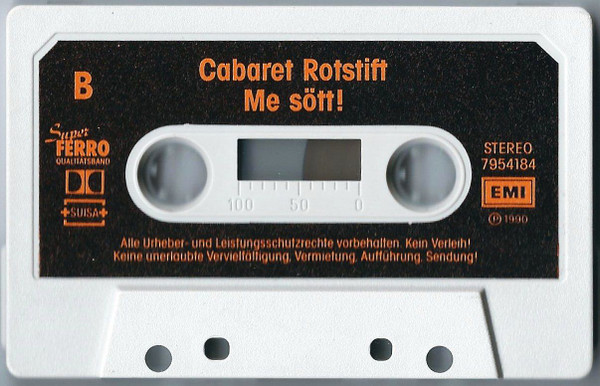 B
Cabaret Rotstift
Me sött!
Super
FERRO
QUALITÄTSBAND
SUISA
STEREO
7954184
EMI
℗ 1990
100 50 0
Alle Urheber- und Leistungsschutzrechte vorbehalten. Kein Verleih!
Keine unerlaubte Vervielfältigung, Vermietung, Aufführung, Sendung!